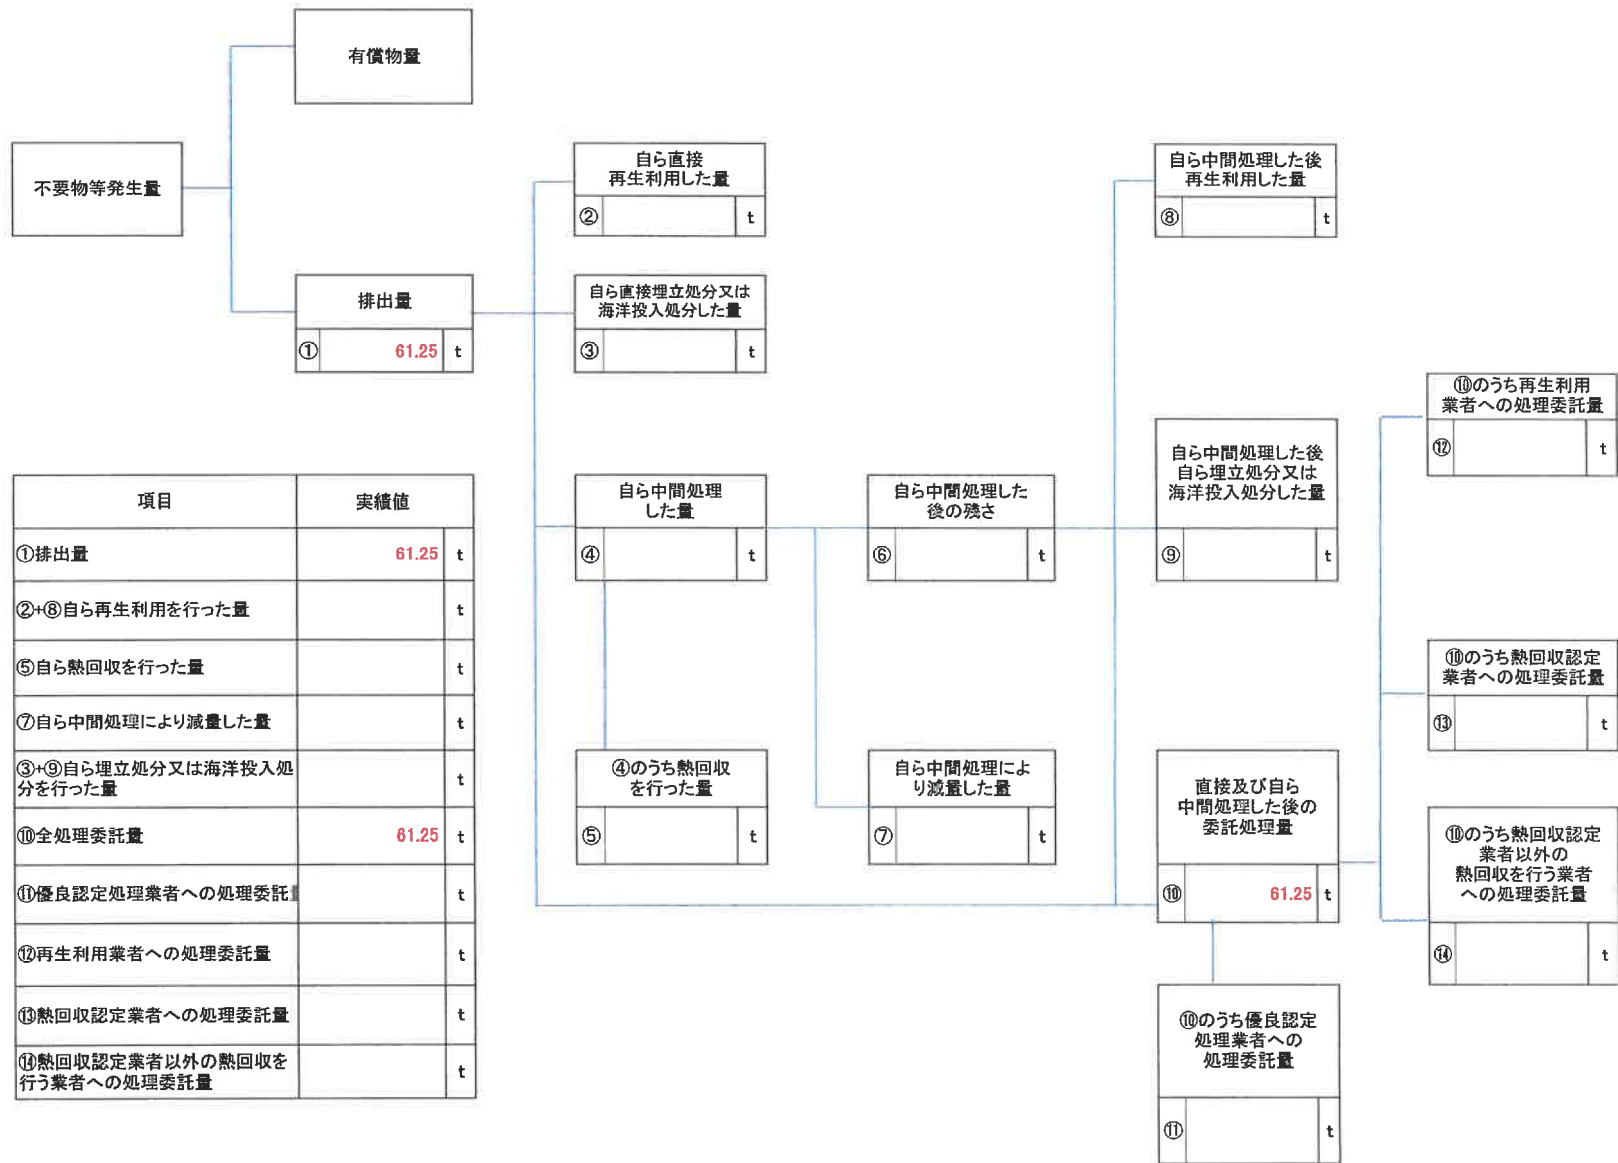 有償物量
不要物等発生量
排出量
① 61.25 t
自ら直接
再生利用した量
② t
自ら直接埋立処分又は
海洋投入処分した量
③ t
自ら中間処理
した量
④ t
④のうち熱回収
を行った量
⑤ t
自ら中間処理した
後の残さ
⑥ t
自ら中間処理によ
り減量した量
⑦ t
自ら中間処理した後
再生利用した量
⑧ t
自ら中間処理した後
自ら埋立処分又は
海洋投入処分した量
⑨ t
直接及び自ら
中間処理した後の
委託処理量
⑩ 61.25 t
⑩のうち優良認定
処理業者への
処理委託量
⑪ t
⑩のうち再生利用
業者への処理委託量
⑫ t
⑩のうち熱回収認定
業者への処理委託量
⑬ t
⑩のうち熱回収認定
業者以外の
熱回収を行う業者
への処理委託量
⑭ t
項目 実績値
①排出量 61.25 t
②+⑧自ら再生利用を行った量 t
⑤自ら熱回収を行った量 t
⑦自ら中間処理により減量した量 t
③+⑨自ら埋立処分又は海洋投入処
分を行った量 t
⑩全処理委託量 61.25 t
⑪優良認定処理業者への処理委託 t
⑫再生利用業者への処理委託量 t
⑬熱回収認定業者への処理委託量 t
⑭熱回収認定業者以外の熱回収を
行う業者への処理委託量 t